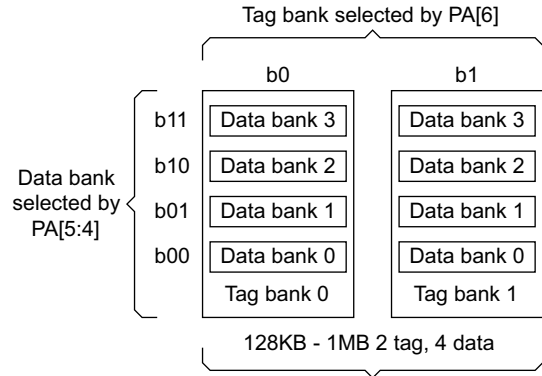 Tag bank selected by PA[6]
b0 b1
b11 Data bank 3 Data bank 3
b10 Data bank 2 Data bank 2
Data bank
selected by
PA[5:4]
b01 Data bank 1 Data bank 1
b00 Data bank 0 Data bank 0
Tag bank 0 Tag bank 1
128KB - 1MB 2 tag, 4 data